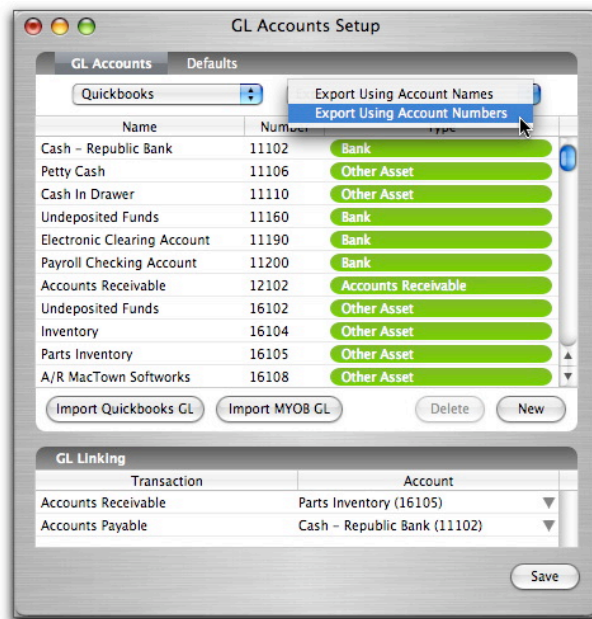 GL Accounts Setup
GL Accounts Defaults
Quickbooks
Export Using Account Names
Export Using Account Numbers
Name Number Type
Cash – Republic Bank 11102 Bank
Petty Cash 11106 Other Asset
Cash In Drawer 11110 Other Asset
Undeposited Funds 11160 Bank
Electronic Clearing Account 11190 Bank
Payroll Checking Account 11200 Bank
Accounts Receivable 12102 Accounts Receivable
Undeposited Funds 16102 Other Asset
Inventory 16104 Other Asset
Parts Inventory 16105 Other Asset
A/R MacTown Softworks 16108 Other Asset
Import Quickbooks GL Import MYOB GL Delete New
GL Linking
Transaction Account
Accounts Receivable Parts Inventory (16105)
Accounts Payable Cash – Republic Bank (11102)
Save